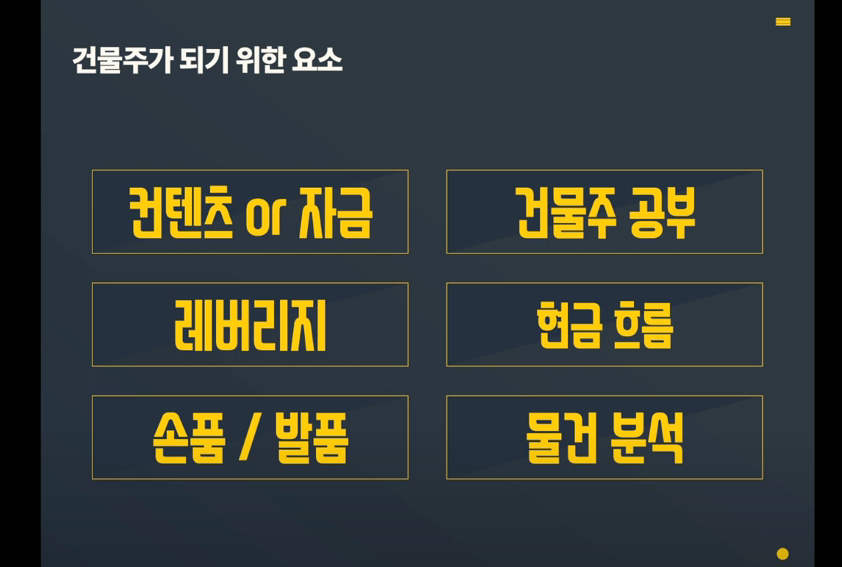 건물주가 되기 위한 요소
컨텐츠 or 자금
건물주 공부
레버리지
현금 흐름
손품 / 발품
물건 분석